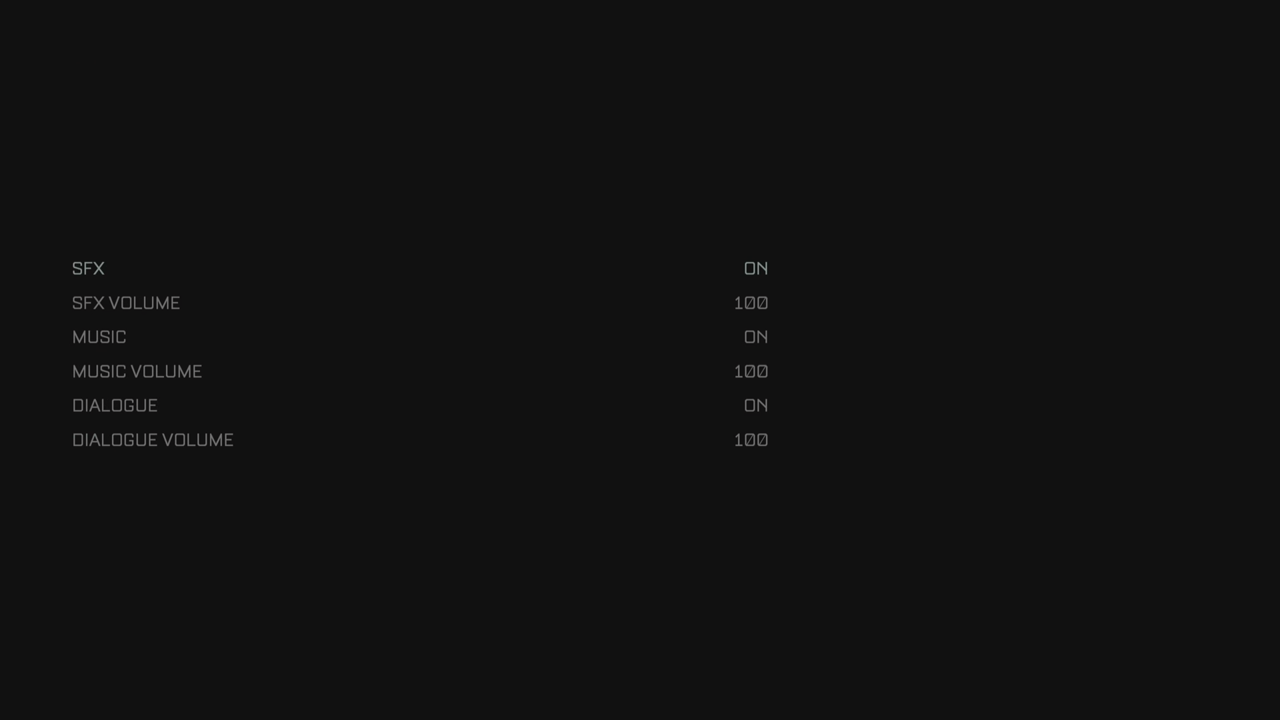 SFX ON
SFX VOLUME 100
MUSIC ON
MUSIC VOLUME 100
DIALOGUE ON
DIALOGUE VOLUME 100